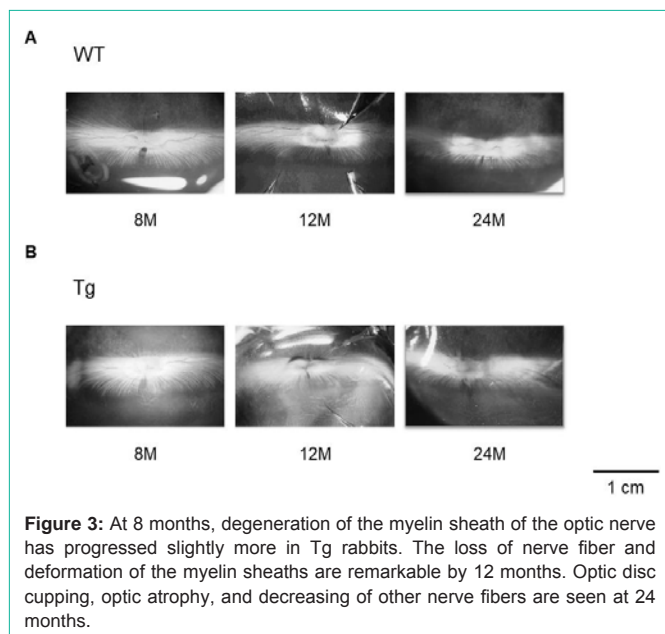 A
WT
8M 12M 24M
B
Tg
8M 12M 24M
1 cm
Figure 3: At 8 months, degeneration of the myelin sheath of the optic nerve
has progressed slightly more in Tg rabbits. The loss of nerve fiber and
deformation of the myelin sheaths are remarkable by 12 months. Optic disc
cupping, optic atrophy, and decreasing of other nerve fibers are seen at 24
months.